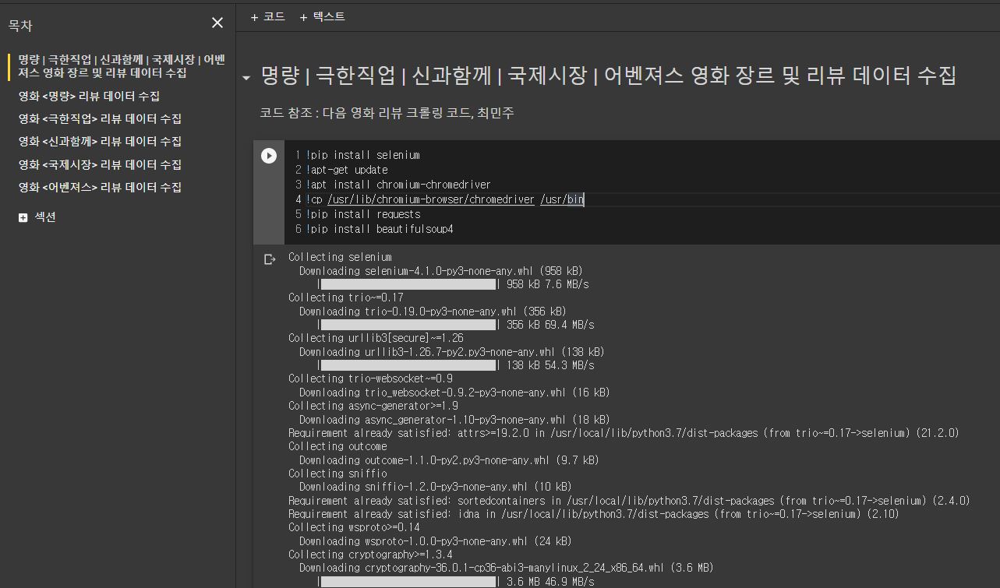 목차
명량 | 극한직업 | 신과함께 | 국제시장 | 어벤
져스 영화 장르 및 리뷰 데이터 수집
영화 <명량> 리뷰 데이터 수집
영화 <극한직업> 리뷰 데이터 수집
영화 <신과함께> 리뷰 데이터 수집
영화 <국제시장> 리뷰 데이터 수집
영화 <어벤져스> 리뷰 데이터 수집
섹션
+ 코드 + 텍스트
명량 | 극한직업 | 신과함께 | 국제시장 | 어벤져스 영화 장르 및 리뷰 데이터 수집
코드 참조 : 다음 영화 리뷰 크롤링 코드, 최민주
1 !pip install selenium
2 !apt-get update
3 !apt install chromium-chromedriver
4 !cp /usr/lib/chromium-browser/chromedriver /usr/bin
5 !pip install requests
6 !pip install beautifulsoup4
Collecting selenium
Downloading selenium-4.1.0-py3-none-any.whl (958 kB)
| | 958 kB 7.6 MB/s
Collecting trio~=0.17
Downloading trio-0.19.0-py3-none-any.whl (356 kB)
| | 356 kB 69.4 MB/s
Collecting urllib3[secure]~=1.26
Downloading urllib3-1.26.7-py2.py3-none-any.whl (138 kB)
| | 138 kB 54.3 MB/s
Collecting trio-websocket~=0.9
Downloading trio_websocket-0.9.2-py3-none-any.whl (16 kB)
Collecting async-generator>=1.9
Downloading async_generator-1.10-py3-none-any.whl (18 kB)
Requirement already satisfied: attrs>=19.2.0 in /usr/local/lib/python3.7/dist-packages (from trio~=0.17->selenium) (21.2.0)
Collecting outcome
Downloading outcome-1.1.0-py2.py3-none-any.whl (9.7 kB)
Collecting sniffio
Downloading sniffio-1.2.0-py3-none-any.whl (10 kB)
Requirement already satisfied: sortedcontainers in /usr/local/lib/python3.7/dist-packages (from trio~=0.17->selenium) (2.4.0)
Requirement already satisfied: idna in /usr/local/lib/python3.7/dist-packages (from trio~=0.17->selenium) (2.10)
Collecting wsproto>=0.14
Downloading wsproto-1.0.0-py3-none-any.whl (24 kB)
Collecting cryptography>=1.3.4
Downloading cryptography-36.0.1-cp36-abi3-manylinux_2_24_x86_64.whl (3.6 MB)
| | 3.6 MB 46.9 MB/s